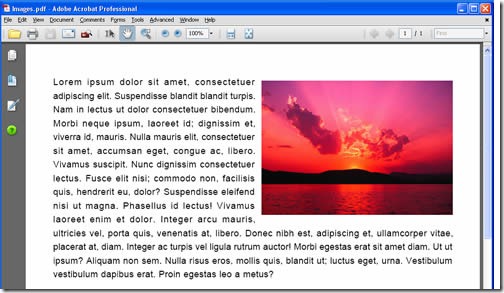 Images.pdf - Adobe Acrobat Professional
File Edit View Document Comments Forms Tools Advanced Window Help
100% 1 / 1 Find
Lorem ipsum dolor sit amet, consectetuer
adipiscing elit. Suspendisse blandit blandit turpis.
Nam in lectus ut dolor consectetuer bibendum.
Morbi neque ipsum, laoreet id; dignissim et,
viverra id, mauris. Nulla mauris elit, consectetuer
sit amet, accumsan eget, congue ac, libero.
Vivamus suscipit. Nunc dignissim consectetuer
lectus. Fusce elit nisi; commodo non, facilisis
quis, hendrerit eu, dolor? Suspendisse eleifend
nisi ut magna. Phasellus id lectus! Vivamus
laoreet enim et dolor. Integer arcu mauris,
ultricies vel, porta quis, venenatis at, libero. Donec nibh est, adipiscing et, ullamcorper vitae,
placerat at, diam. Integer ac turpis vel ligula rutrum auctor! Morbi egestas erat sit amet diam. Ut ut
ipsum? Aliquam non sem. Nulla risus eros, mollis quis, blandit ut; luctus eget, urna. Vestibulum
vestibulum dapibus erat. Proin egestas leo a metus?